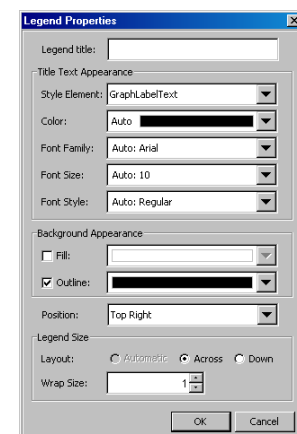 Legend Properties
Legend title:
Title Text Appearance
Style Element: GraphLabelText
Color: Auto
Font Family: Auto: Arial
Font Size: Auto: 10
Font Style: Auto: Regular
Background Appearance
Fill:
Outline:
Position: Top Right
Legend Size
Layout: Automatic Across Down
Wrap Size: 1
OK Cancel